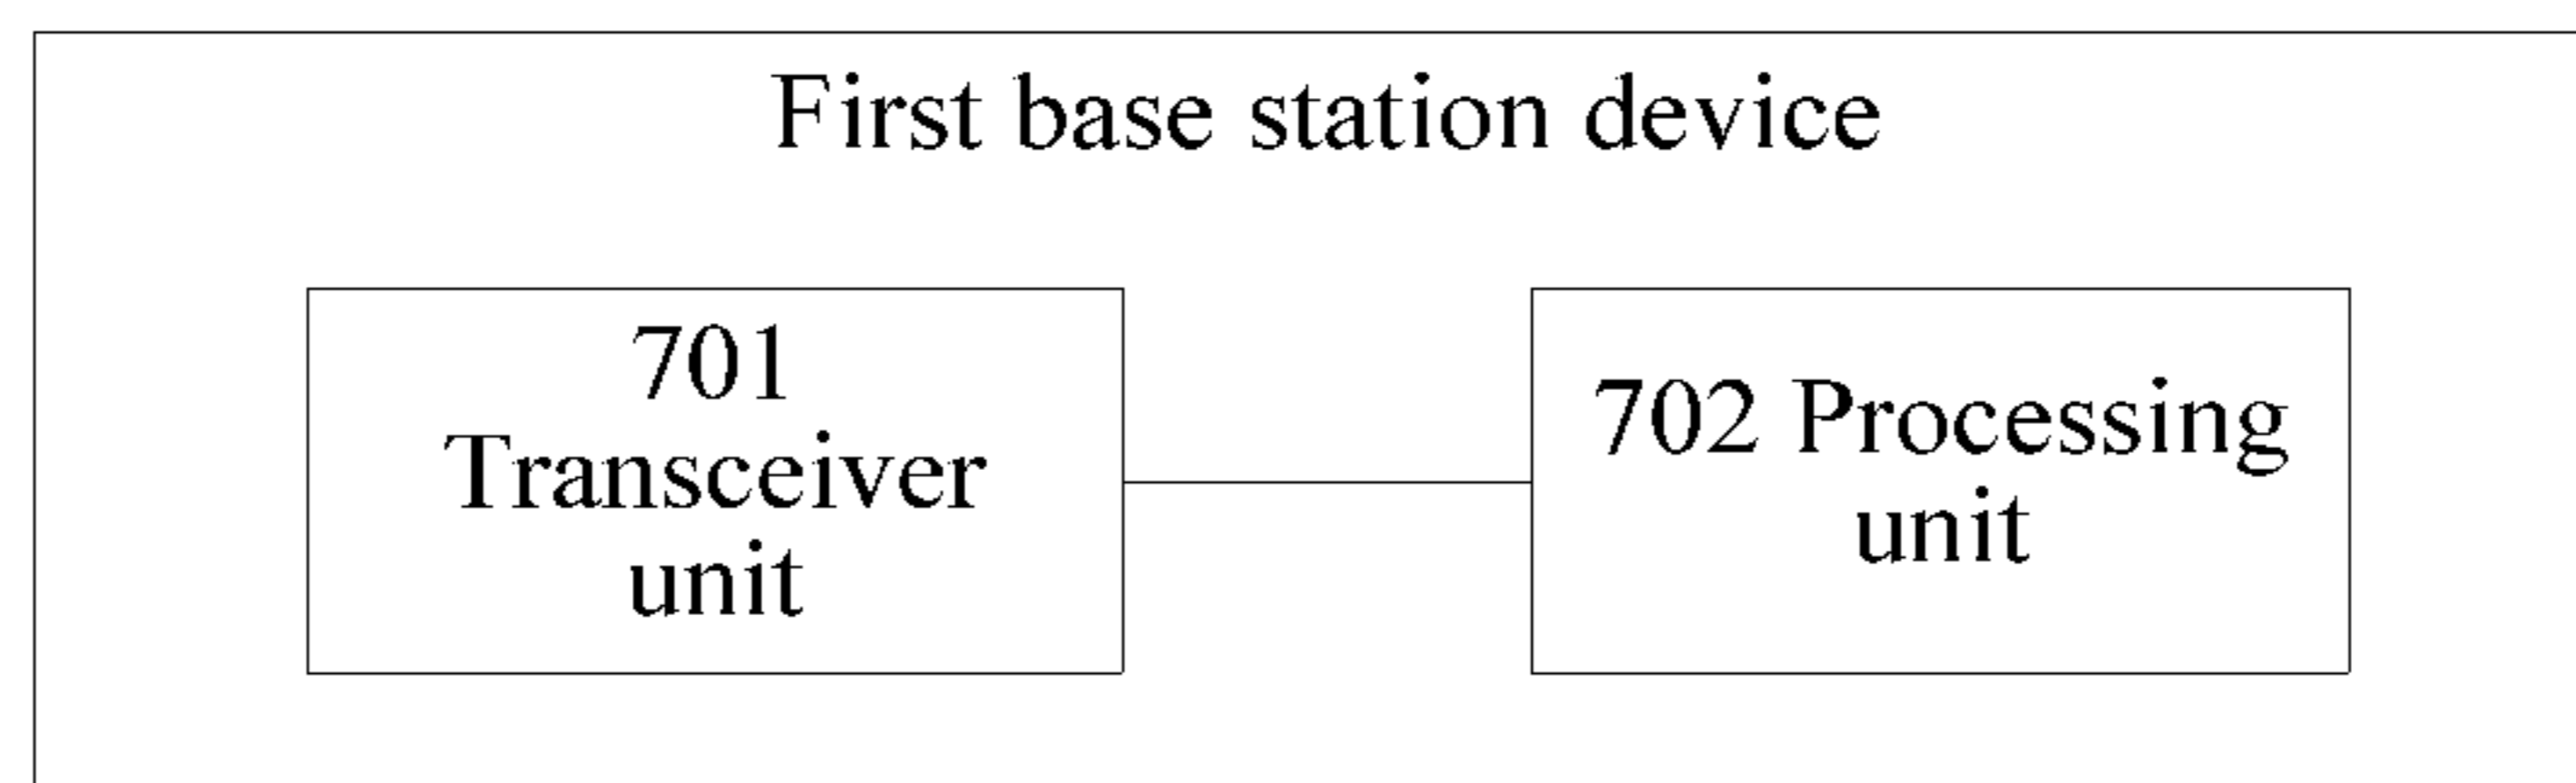 First base station device
701
Transceiver
unit
702 Processing
unit